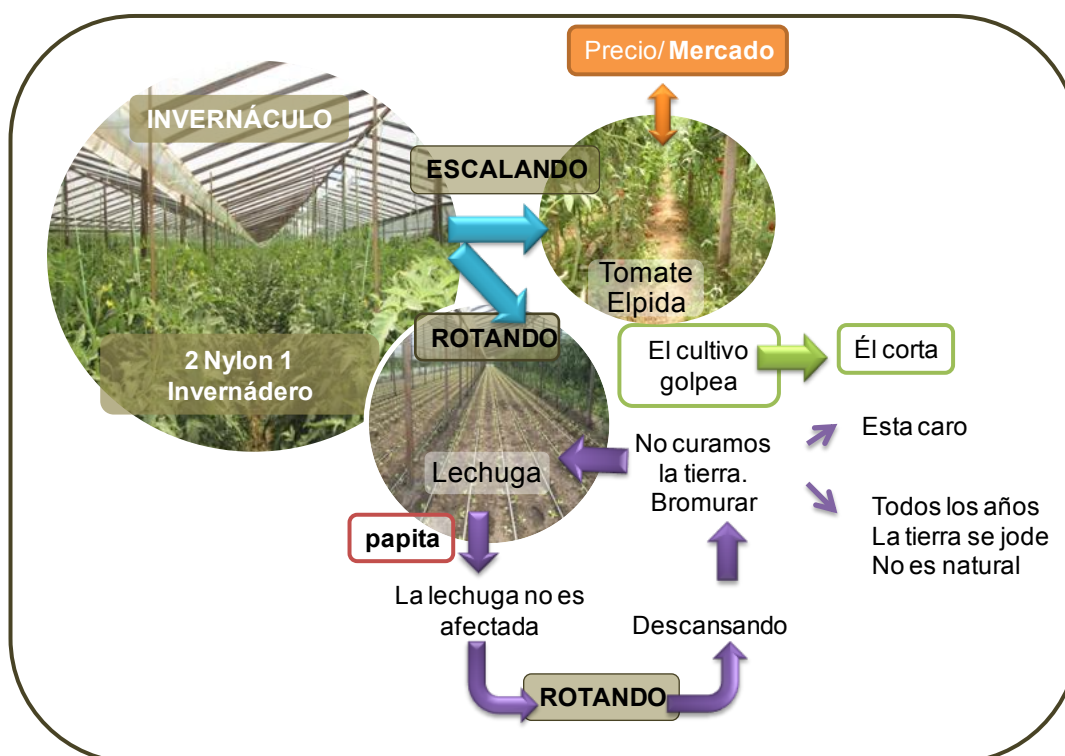 Precio/ Mercado
INVERNÁCULO
ESCALANDO
Tomate
Elpida
2 Nylon 1
Invernádero
ROTANDO
El cultivo
golpea
Él corta
Lechuga
No curamos
la tierra.
Bromurar
Esta caro
Todos los años
La tierra se jode
No es natural
papita
La lechuga no es
afectada
Descansando
ROTANDO